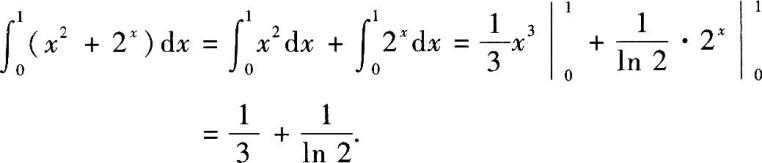 ∫₀¹(x² + 2ˣ)dx = ∫₀¹x²dx + ∫₀¹2ˣdx = 1/3 x³ |₀¹ + 1/ln 2 · 2ˣ |₀¹
= 1/3 + 1/ln 2.